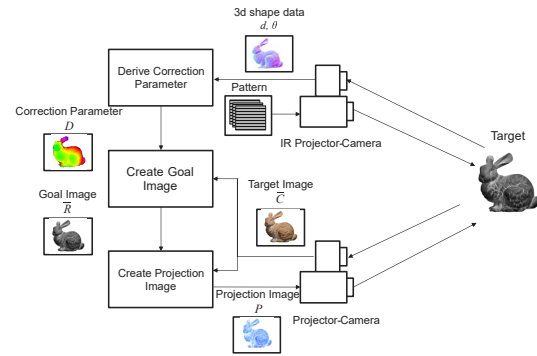 3d shape data
d, θ
Derive Correction
Parameter
Pattern
Correction Parameter
D
IR Projector-Camera
Target
Create Goal
Image
Goal Image
R̅
Target Image
C̅
Create Projection
Image
Projection Image
P
Projector-Camera